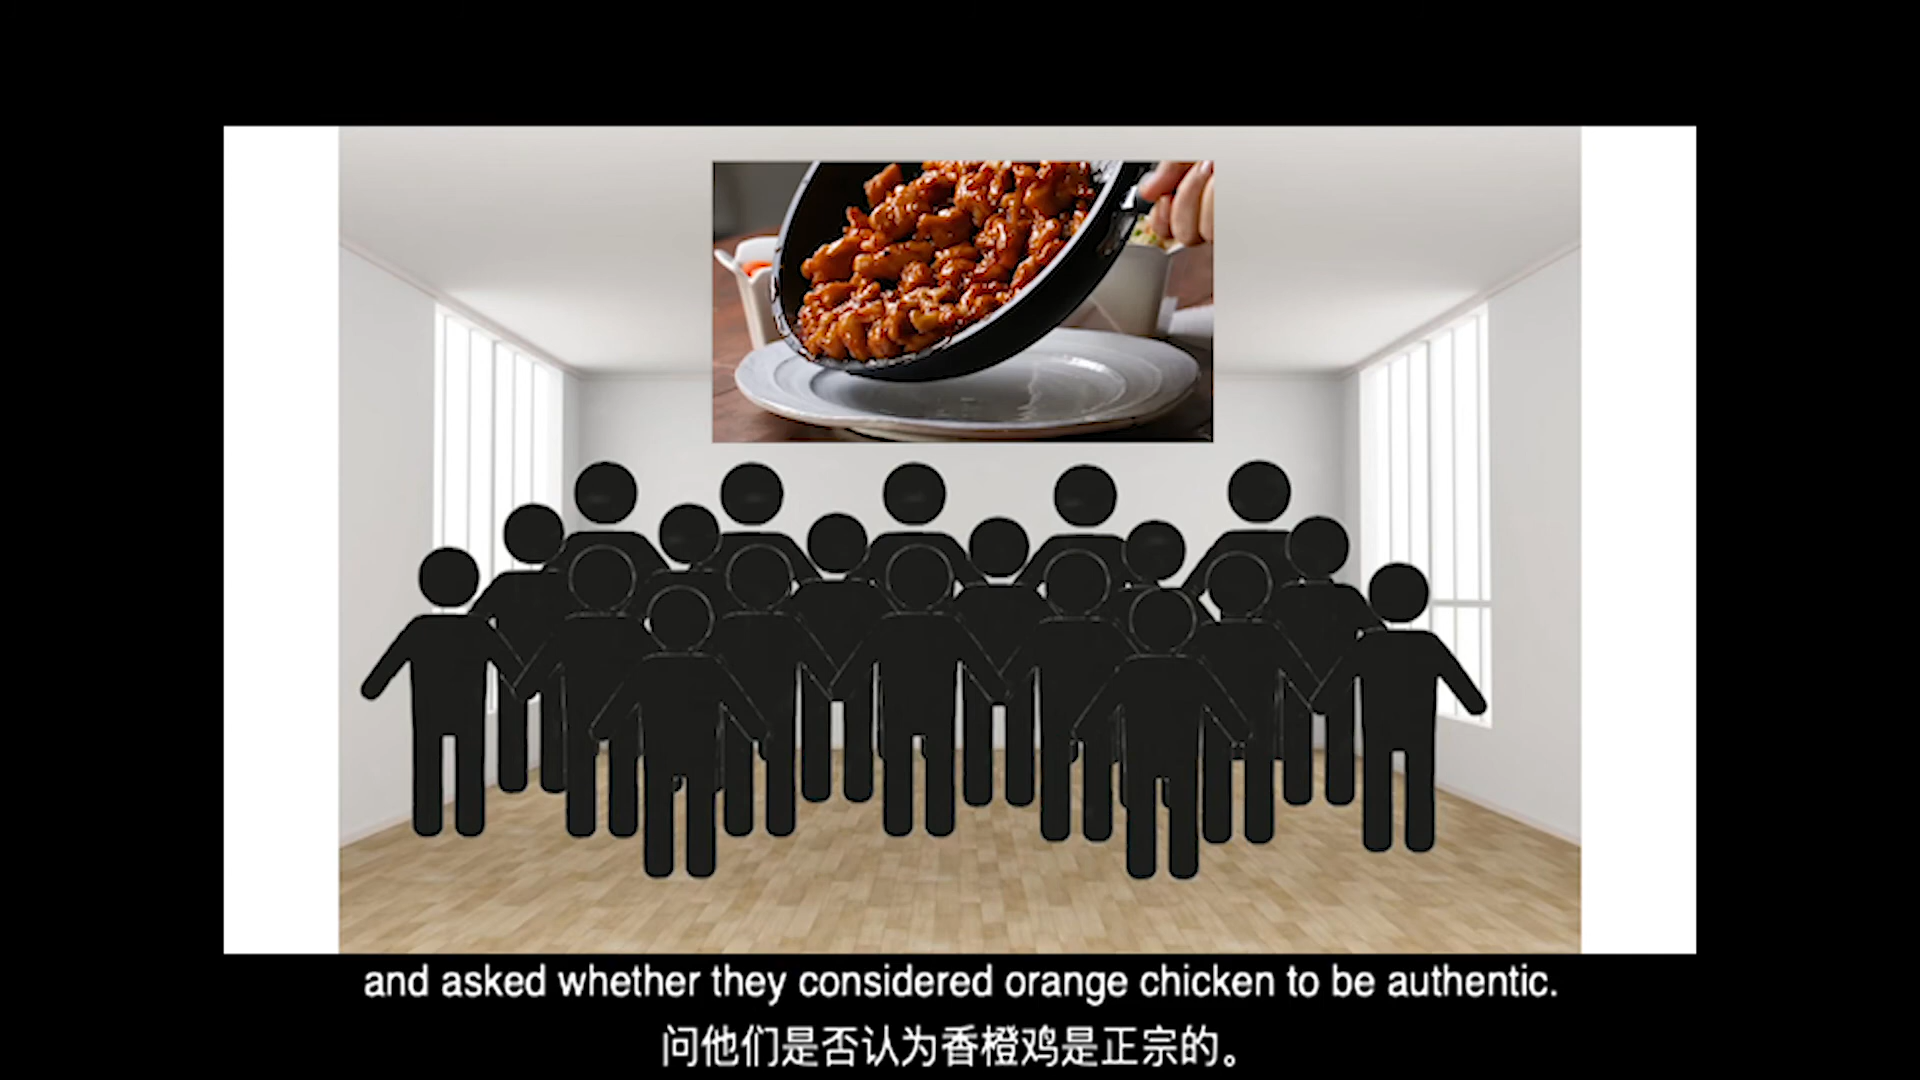 and asked whether they considered orange chicken to be authentic.
问他们是否认为香橙鸡是正宗的。